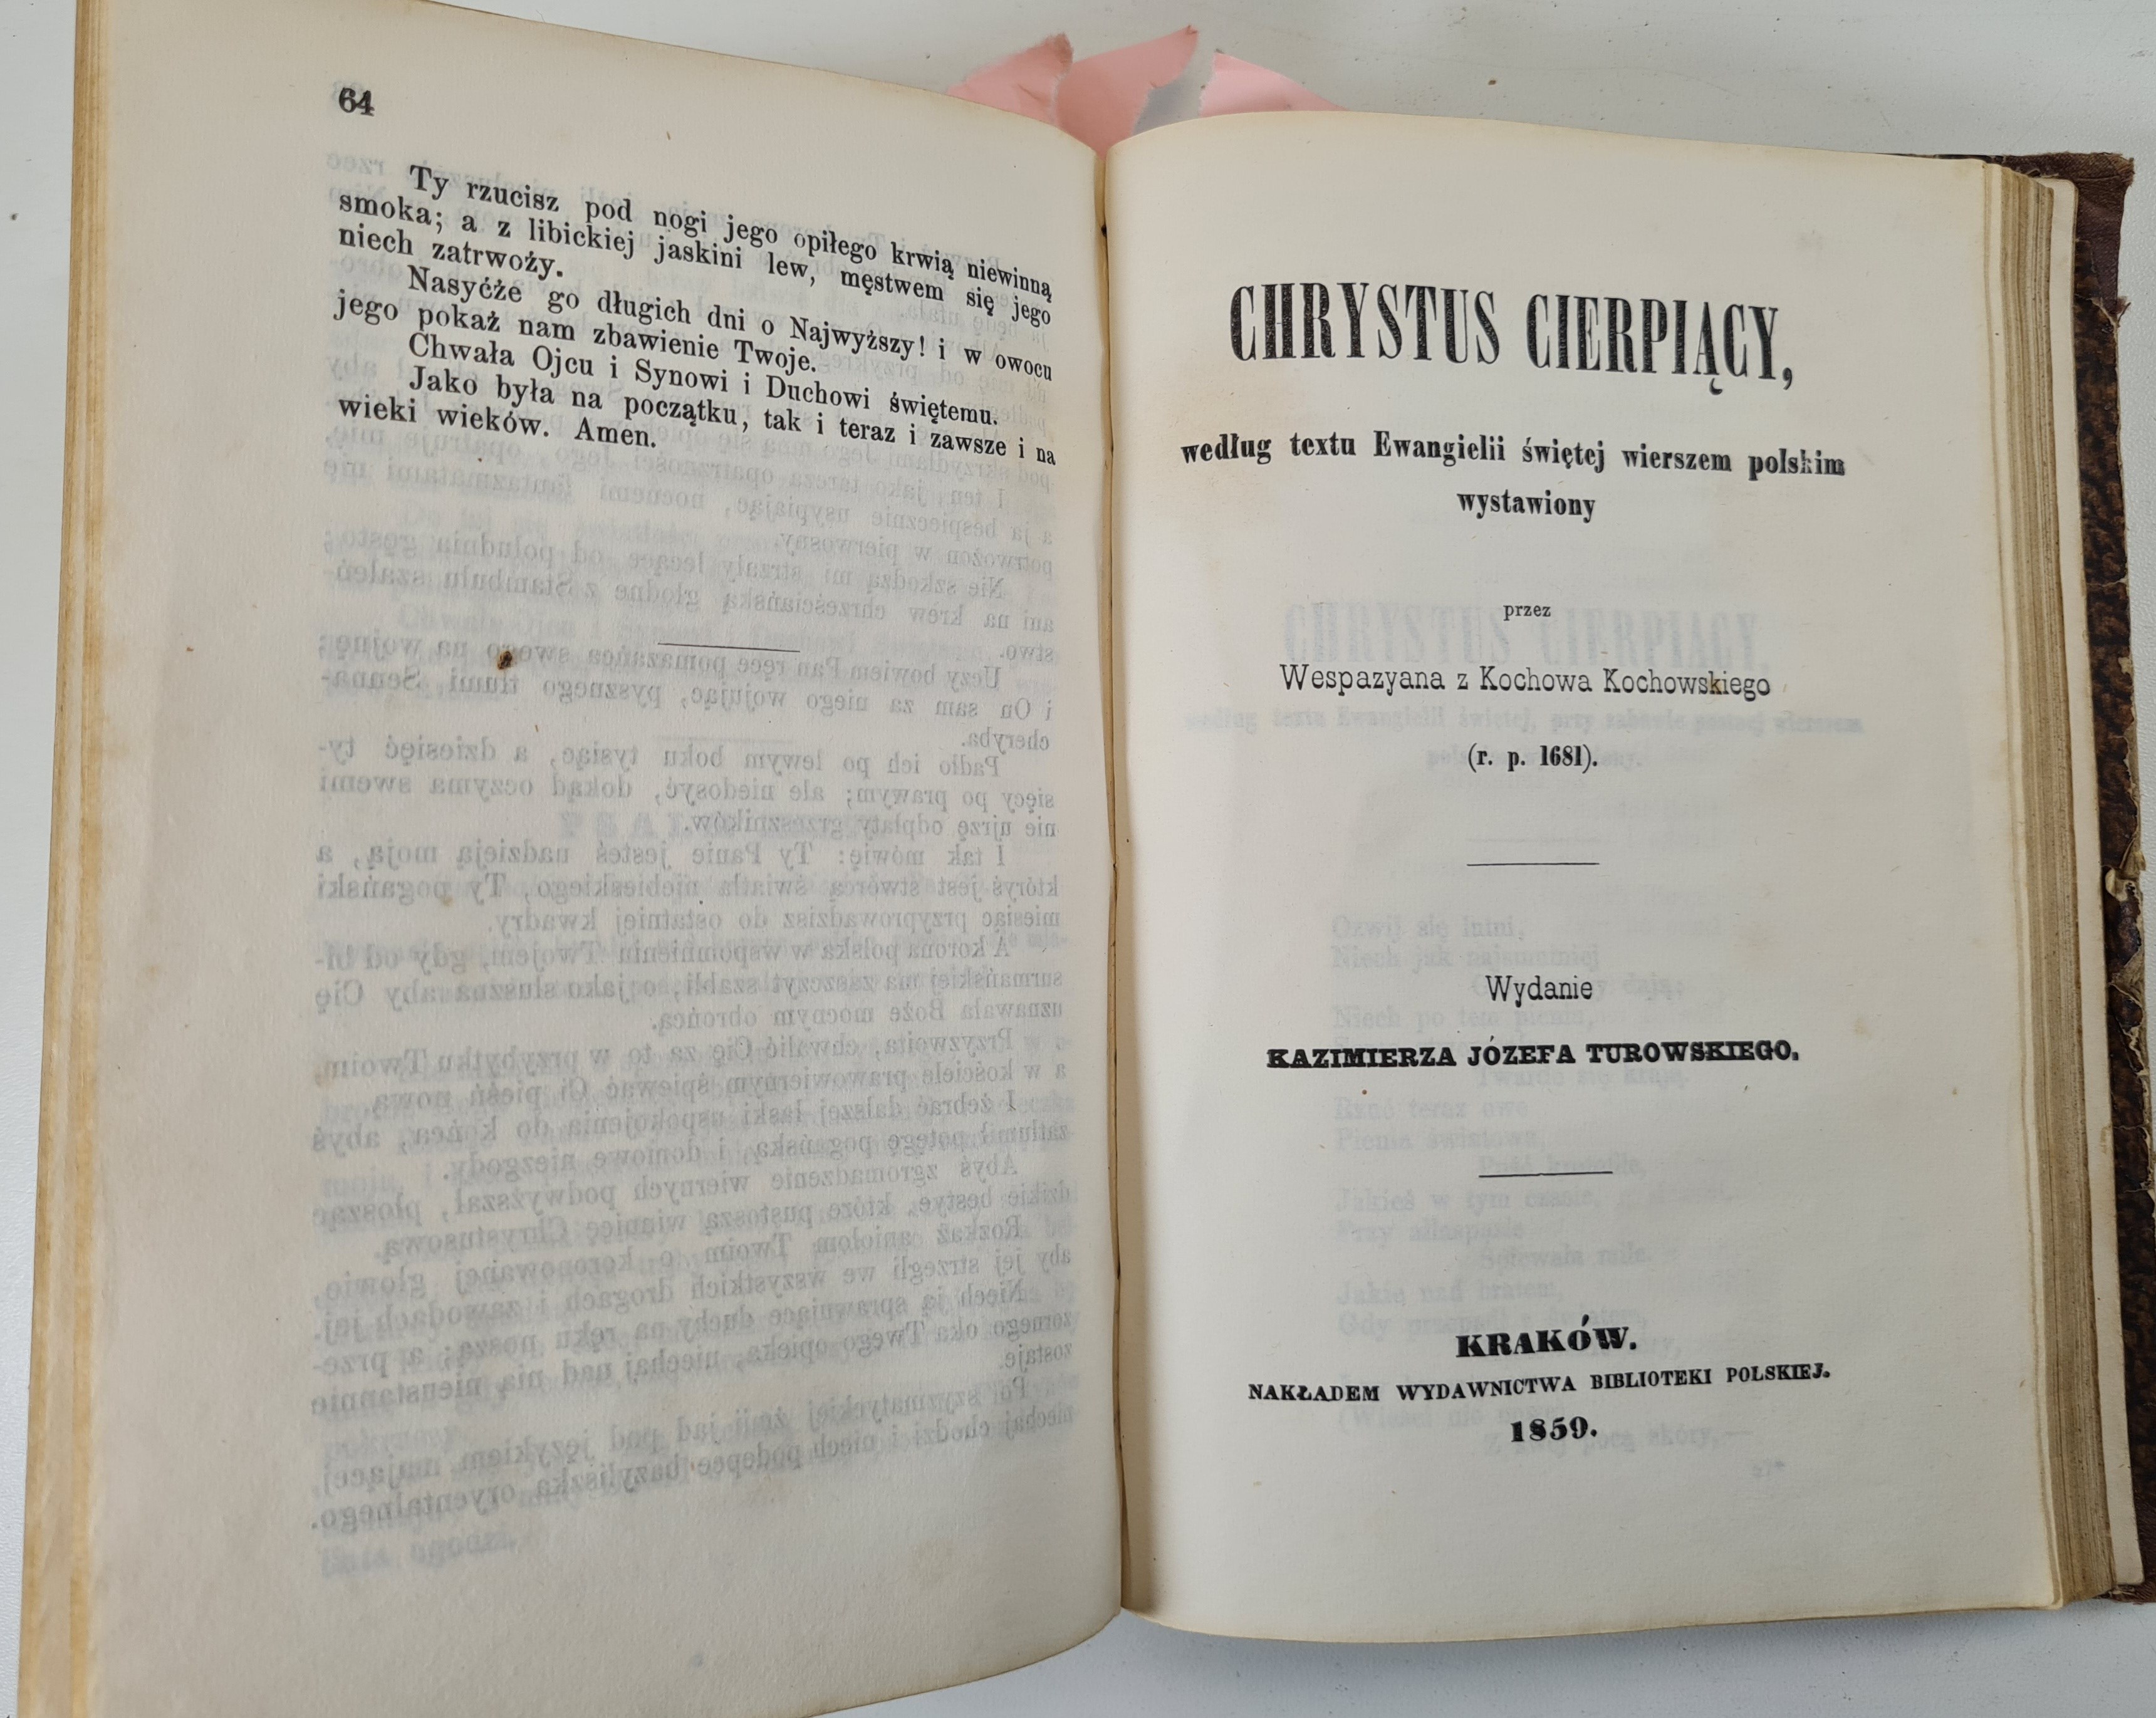 64
Ty rzucisz pod nogi jego opiłego krwią niewinną
smoka; a z libickiej jaskini lew, męstwem się jego
niech zatrwoży.
Nasyćże go długich dni o Najwyższy! i w owocu
jego pokaż nam zbawienie Twoje.
Chwała Ojcu i Synowi i Duchowi świętemu.
Jako była na początku, tak i teraz i zawsze i na
wieki wieków. Amen.
CHRYSTUS CIERPIĄCY,
według textu Ewangielii świętej wierszem polskim
wystawiony
przez
Wespazyana z Kochowa Kochowskiego
(r. p. 1681).
Wydanie
KAZIMIERZA JÓZEFA TUROWSKIEGO.
KRAKÓW.
NAKŁADEM WYDAWNICTWA BIBLIOTEKI POLSKIEJ.
1859.